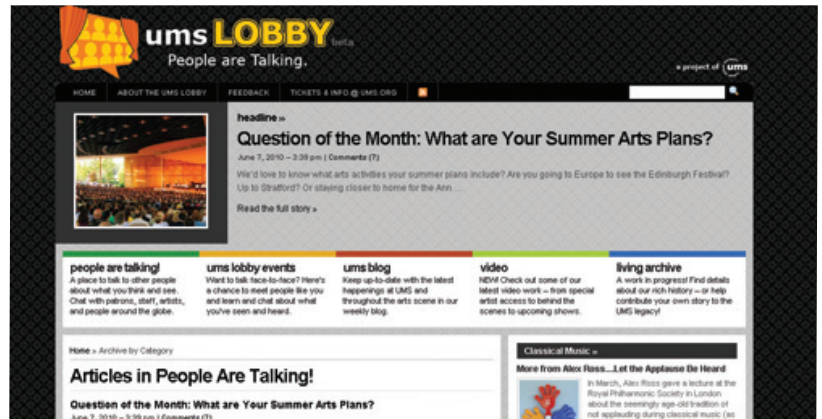 ums LOBBY beta
People are Talking.
a project of ums
HOME ABOUT THE UMS LOBBY FEEDBACK TICKETS & INFO @ UMS.ORG
headline »
Question of the Month: What are Your Summer Arts Plans?
June 7, 2010 – 3:39 pm | Comments (7)
We'd love to know what arts activities your summer plans include? Are you going to Europe to see the Edinburgh Festival?
Up to Stratford? Or staying closer to home for the Ann ...
Read the full story »
people are talking!
A place to talk to other people
about what you think and see.
Chat with patrons, staff, artists,
and people around the globe.
ums lobby events
Want to talk face-to-face? Here's
a chance to meet people like you
and learn and chat about what
you've seen and heard.
ums blog
Keep up-to-date with the latest
happenings at UMS and
throughout the arts scene in our
weekly blog.
video
NEW! Check out some of our
latest video work – from special
artist access to behind the
scenes to upcoming shows.
living archive
A work in progress! Find details
about our rich history – or help
contribute your own story to the
UMS legacy!
Home » Archive by Category
Articles in People Are Talking!
Question of the Month: What are Your Summer Arts Plans?
June 7, 2010 – 3:39 pm | Comments (7)
Classical Music »
More from Alex Ross...Let the Applause Be Heard
In March, Alex Ross gave a lecture at the
Royal Philharmonic Society in London
about the seemingly age-old tradition of
not applauding during classical music (as